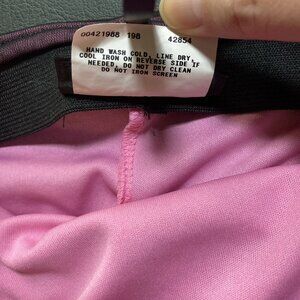 00421988 198 42854
HAND WASH COLD, LINE DRY,
COOL IRON ON REVERSE SIDE IF
NEEDED, DO NOT DRY CLEAN
DO NOT IRON SCREEN